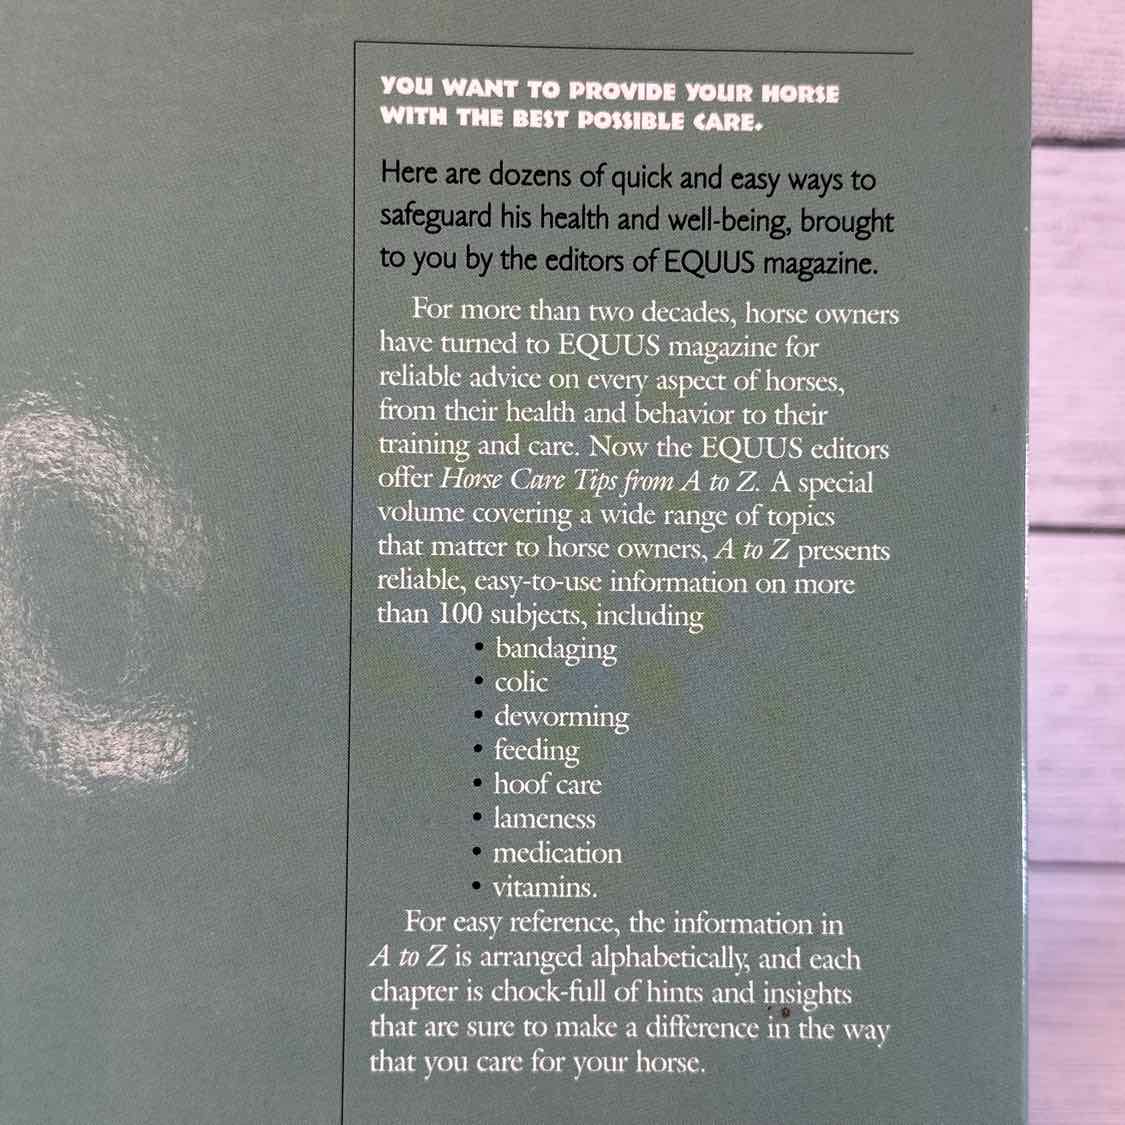 YOU WANT TO PROVIDE YOUR HORSE
WITH THE BEST POSSIBLE CARE.
Here are dozens of quick and easy ways to
safeguard his health and well-being, brought
to you by the editors of EQUUS magazine.
For more than two decades, horse owners
have turned to EQUUS magazine for
reliable advice on every aspect of horses,
from their health and behavior to their
training and care. Now the EQUUS editors
offer Horse Care Tips from A to Z. A special
volume covering a wide range of topics
that matter to horse owners, A to Z presents
reliable, easy-to-use information on more
than 100 subjects, including
• bandaging
• colic
• deworming
• feeding
• hoof care
• lameness
• medication
• vitamins.
For easy reference, the information in
A to Z is arranged alphabetically, and each
chapter is chock-full of hints and insights
that are sure to make a difference in the way
that you care for your horse.